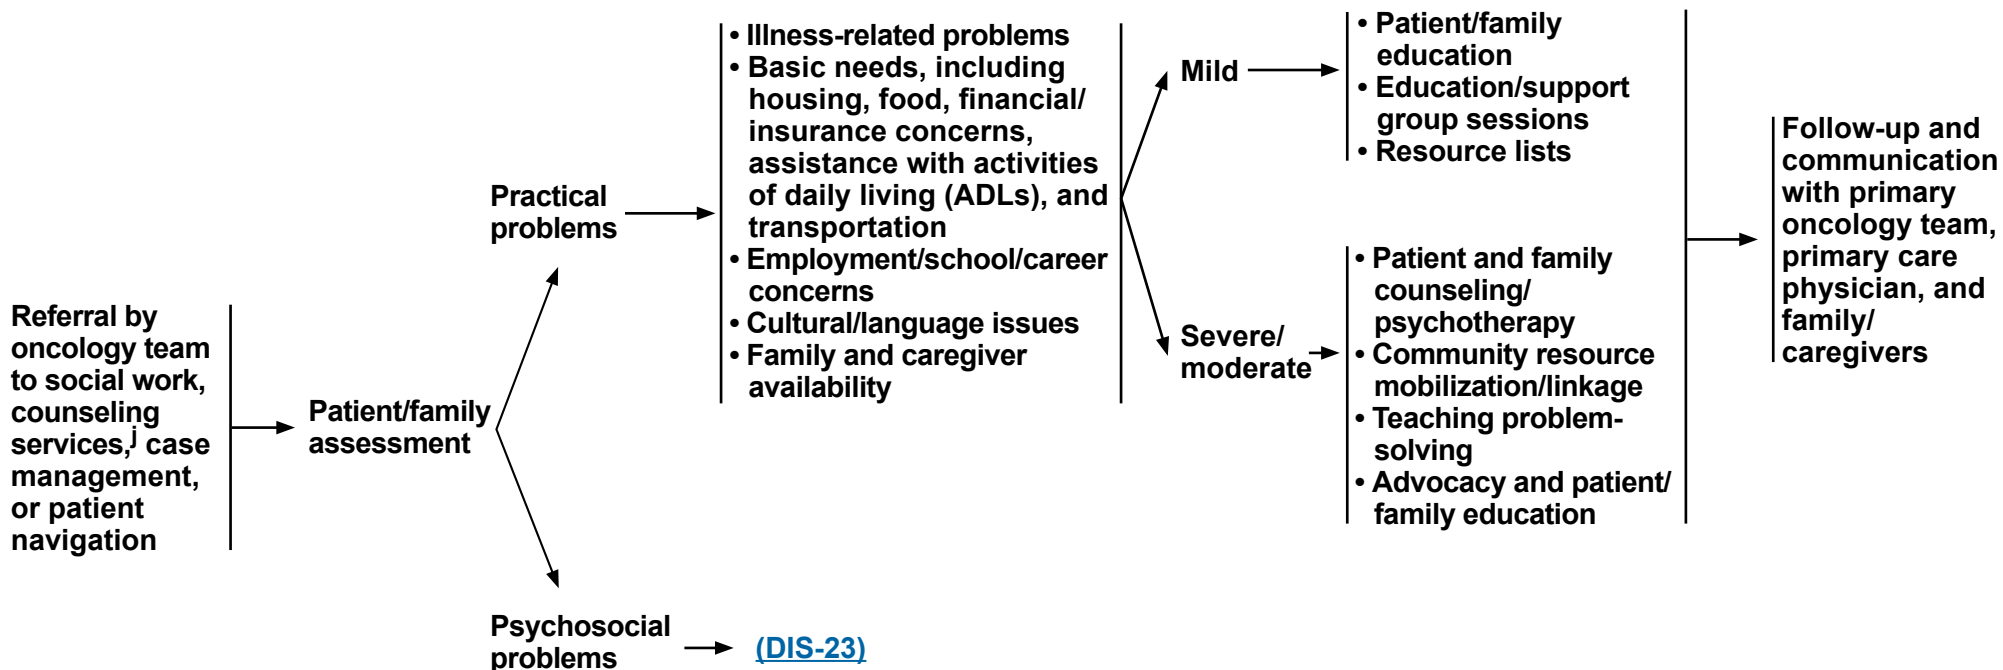 Referral by
oncology team
to social work,
counseling
services,j case
management,
or patient
navigation
Patient/family
assessment
Practical
problems
• Illness-related problems
• Basic needs, including
housing, food, financial/
insurance concerns,
assistance with activities
of daily living (ADLs), and
transportation
• Employment/school/career
concerns
• Cultural/language issues
• Family and caregiver
availability
Mild
• Patient/family
education
• Education/support
group sessions
• Resource lists
Severe/
moderate
• Patient and family
counseling/
psychotherapy
• Community resource
mobilization/linkage
• Teaching problem-
solving
• Advocacy and patient/
family education
Follow-up and
communication
with primary
oncology team,
primary care
physician, and
family/
caregivers
Psychosocial
problems
(DIS-23)